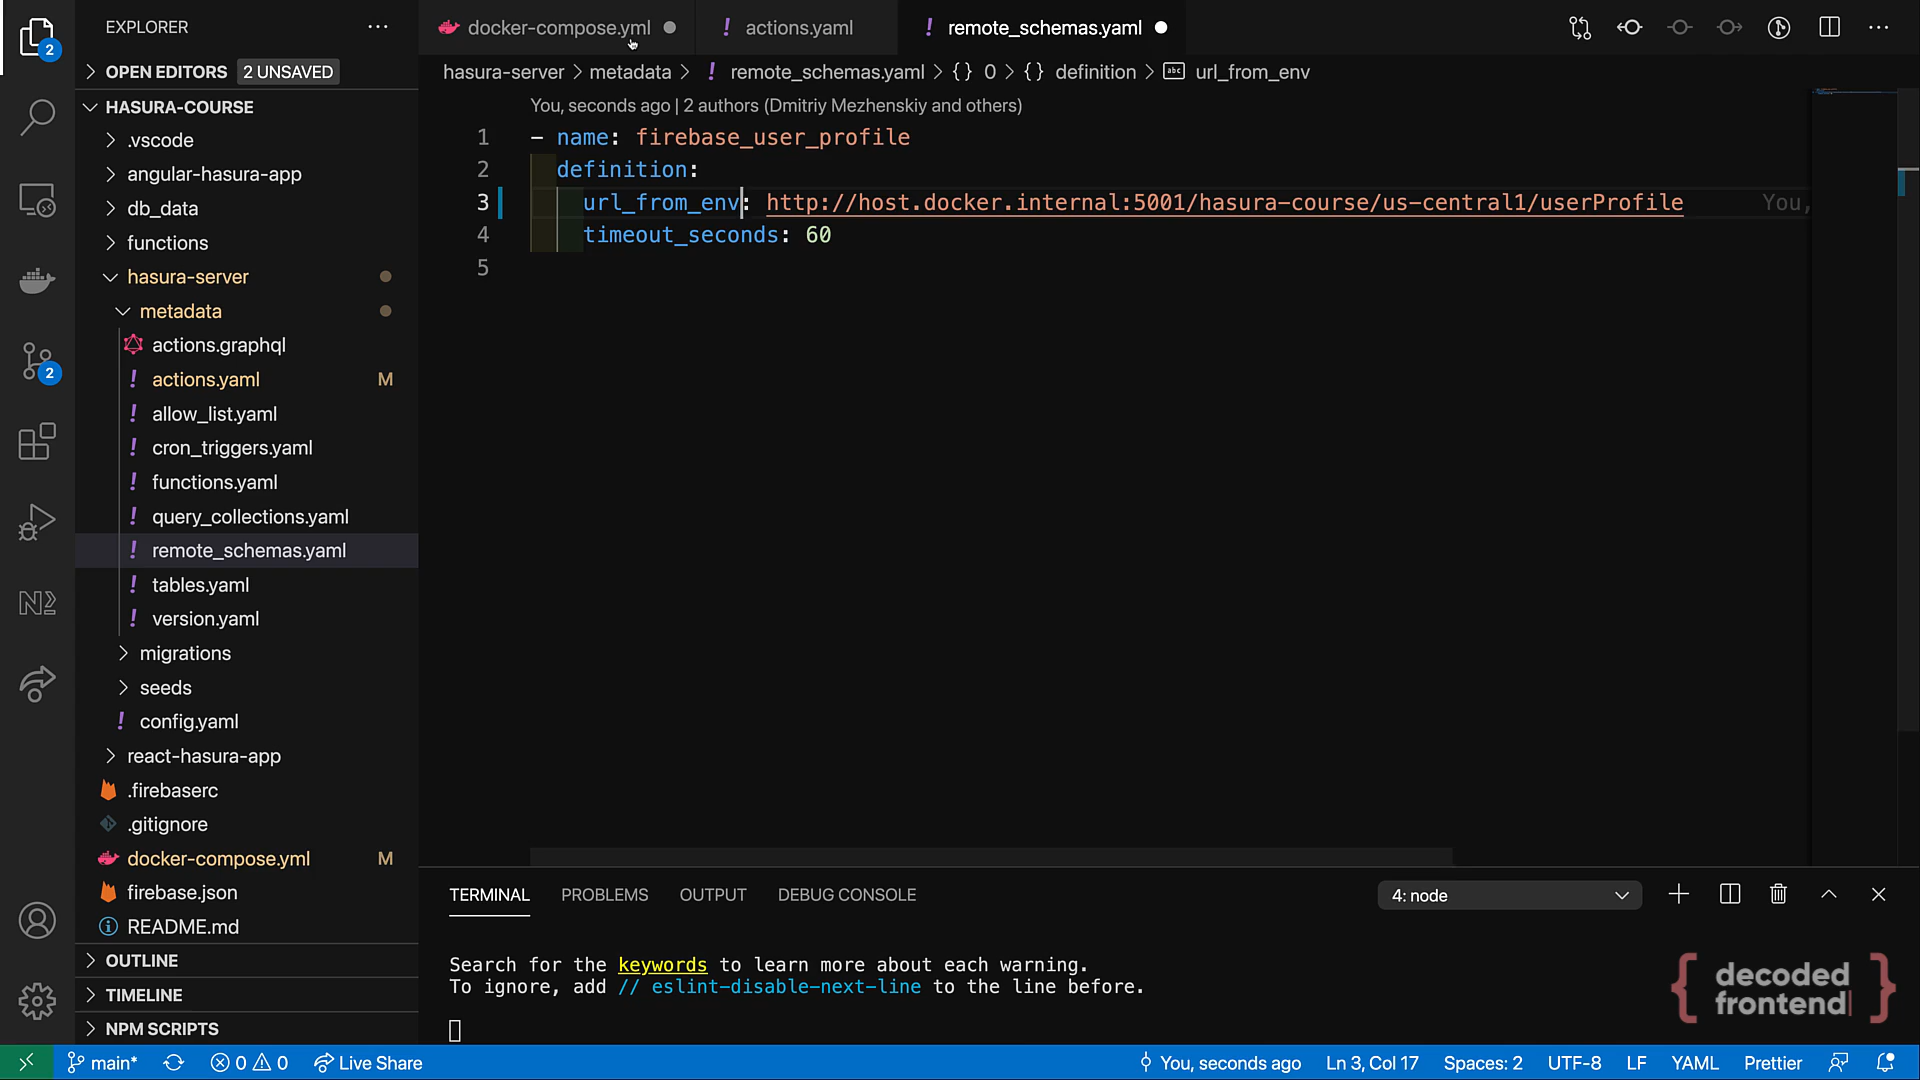 EXPLORER
OPEN EDITORS 2 UNSAVED
HASURA-COURSE
.vscode
angular-hasura-app
db_data
functions
hasura-server
metadata
actions.graphql
actions.yaml M
allow_list.yaml
cron_triggers.yaml
functions.yaml
query_collections.yaml
remote_schemas.yaml
tables.yaml
version.yaml
migrations
seeds
config.yaml
react-hasura-app
.firebaserc
.gitignore
docker-compose.yml M
firebase.json
README.md
OUTLINE
TIMELINE
NPM SCRIPTS
2
2
docker-compose.yml
actions.yaml
remote_schemas.yaml
hasura-server > metadata > ! remote_schemas.yaml > {} 0 > {} definition > abc url_from_env
You, seconds ago | 2 authors (Dmitriy Mezhenskiy and others)
1 - name: firebase_user_profile
2 definition:
3 url_from_env: http://host.docker.internal:5001/hasura-course/us-central1/userProfile You,
4 timeout_seconds: 60
5
TERMINAL PROBLEMS OUTPUT DEBUG CONSOLE 4: node
Search for the keywords to learn more about each warning.
To ignore, add // eslint-disable-next-line to the line before.
{ decoded
frontend }
main* 0 0 Live Share You, seconds ago Ln 3, Col 17 Spaces: 2 UTF-8 LF YAML Prettier